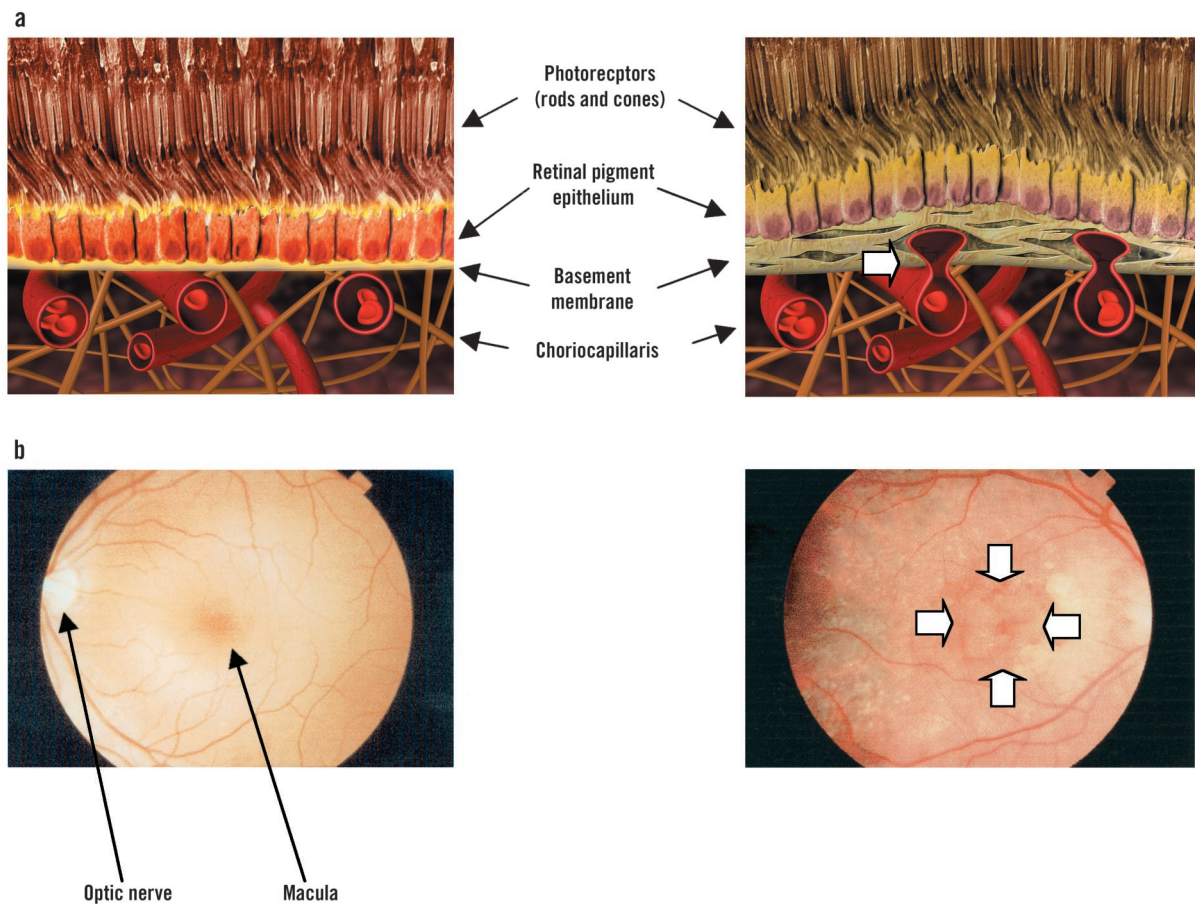 a
Photorecptors
(rods and cones)
Retinal pigment
epithelium
Basement
membrane
Choriocapillaris
b
Optic nerve
Macula